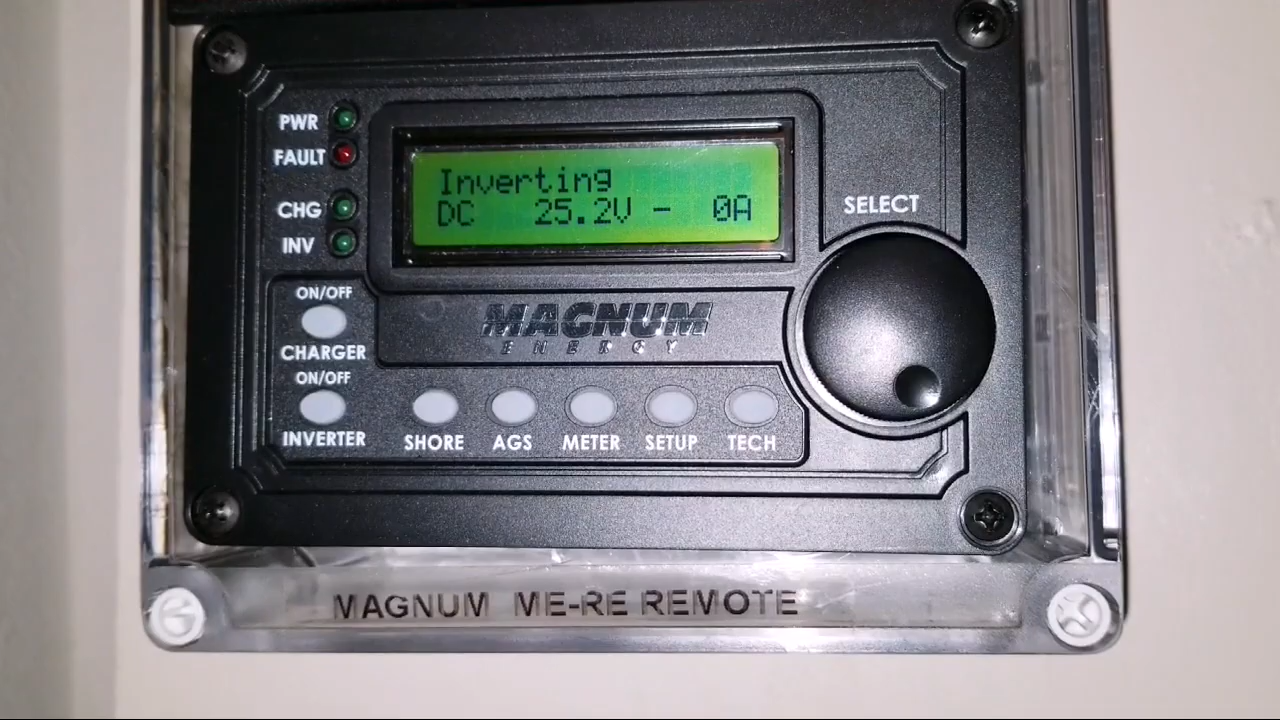 PWR
FAULT
CHG
INV
Inverting
DC 25.2V - 0A
SELECT
ON/OFF
CHARGER
ON/OFF
INVERTER
MAGNUM
ENERGY
SHORE
AGS
METER
SETUP
TECH
MAGNUM ME-RE REMOTE